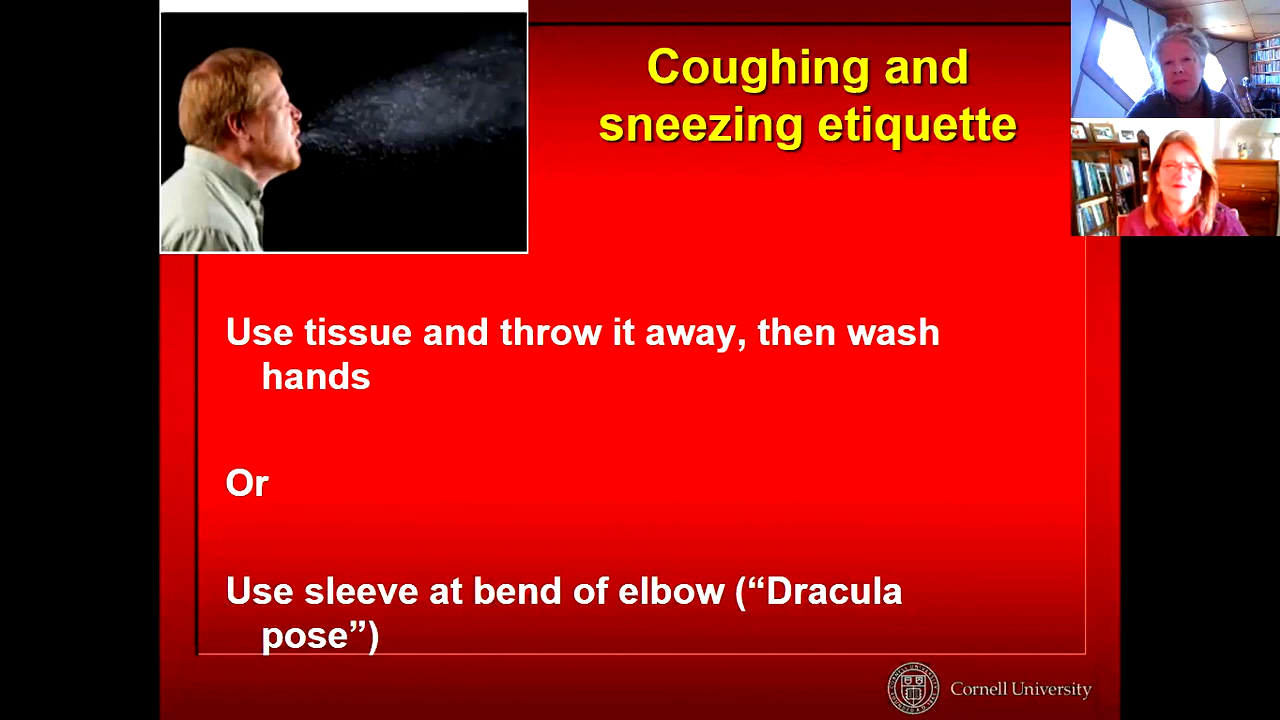 Coughing and
sneezing etiquette
Use tissue and throw it away, then wash
hands
Or
Use sleeve at bend of elbow (“Dracula
pose”)
Cornell University